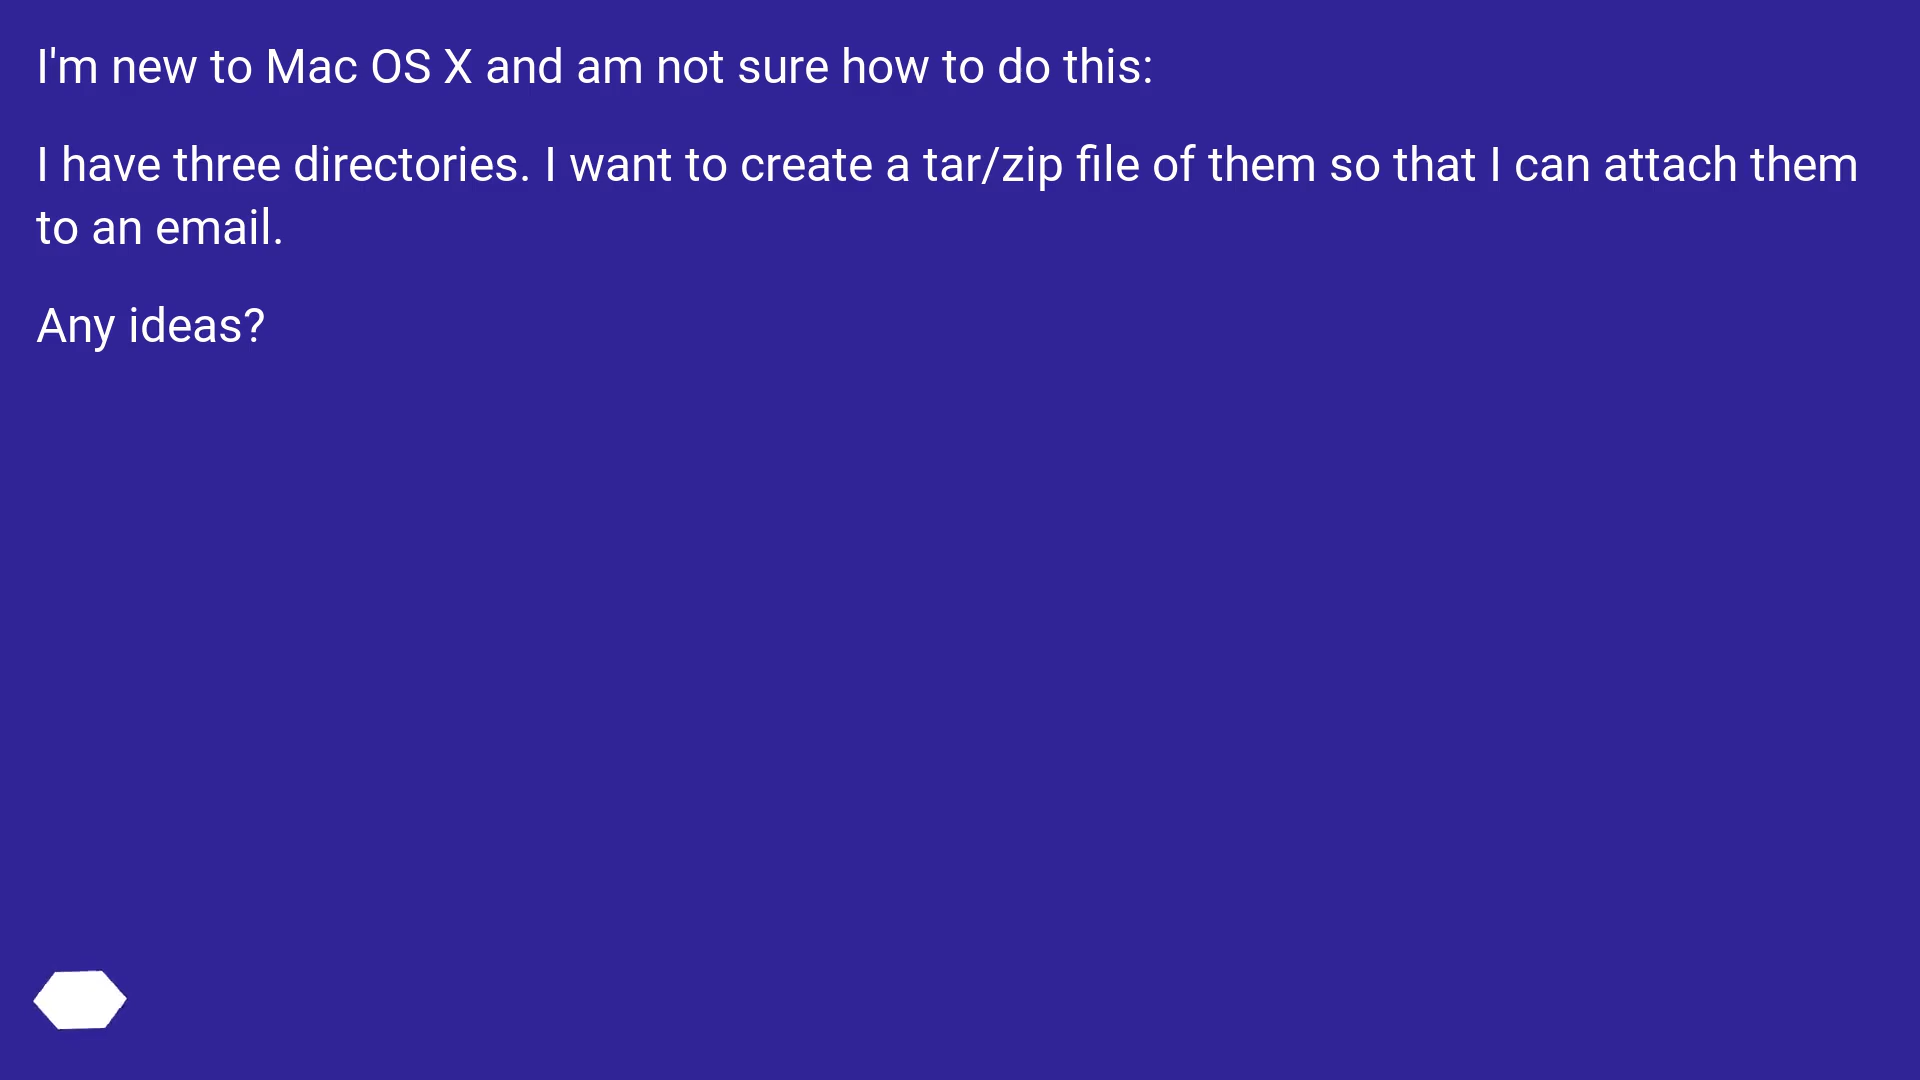 I'm new to Mac OS X and am not sure how to do this:
I have three directories. I want to create a tar/zip file of them so that I can attach them
to an email.
Any ideas?